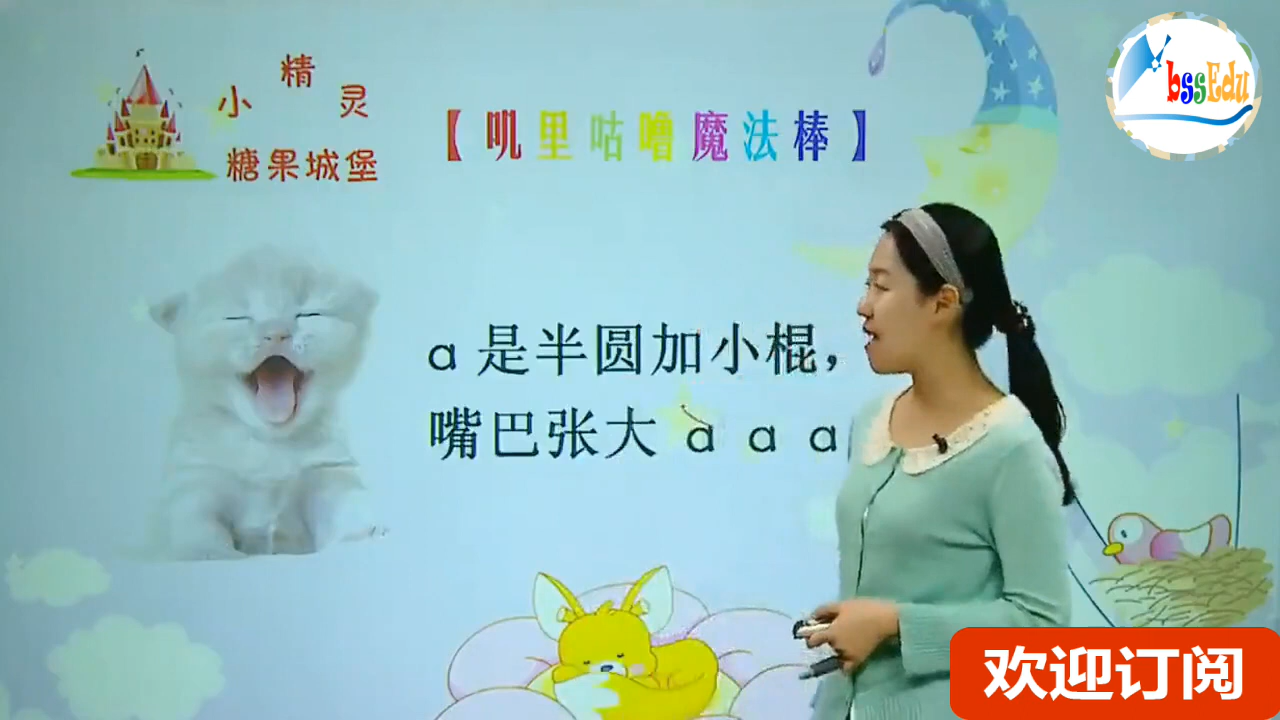 小精灵
糖果城堡
【叽里咕噜魔法棒】
bssEdu
ɑ 是半圆加小棍，
嘴巴张大 ɑ ɑ ɑ
欢迎订阅